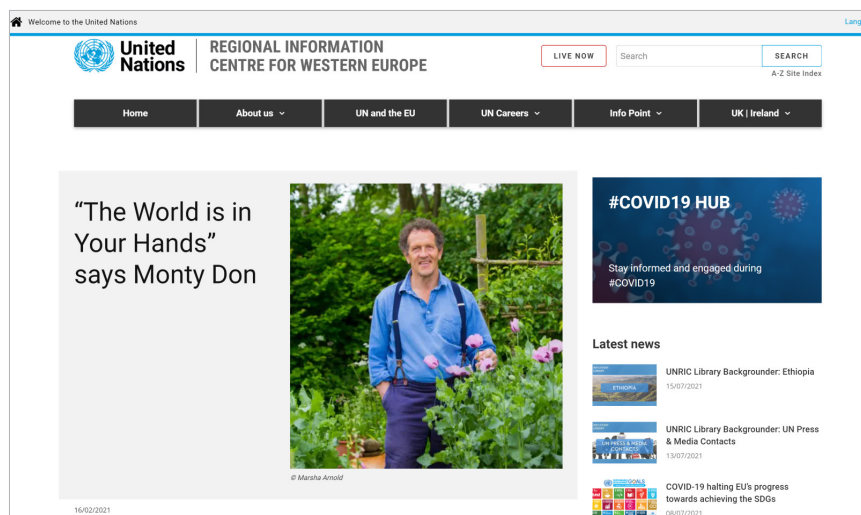 Welcome to the United Nations
Lang
United
Nations
REGIONAL INFORMATION
CENTRE FOR WESTERN EUROPE
LIVE NOW
Search
SEARCH
A-Z Site Index
Home
About us
UN and the EU
UN Careers
Info Point
UK | Ireland
“The World is in
Your Hands”
says Monty Don
© Marsha Arnold
16/02/2021
#COVID19 HUB
Stay informed and engaged during
#COVID19
Latest news
ETHIOPIA
UNRIC Library Backgrounder: Ethiopia
15/07/2021
UN PRESS & MEDIA
CONTACTS
UNRIC Library Backgrounder: UN Press
& Media Contacts
13/07/2021
GOALS
COVID-19 halting EU’s progress
towards achieving the SDGs
08/07/2021